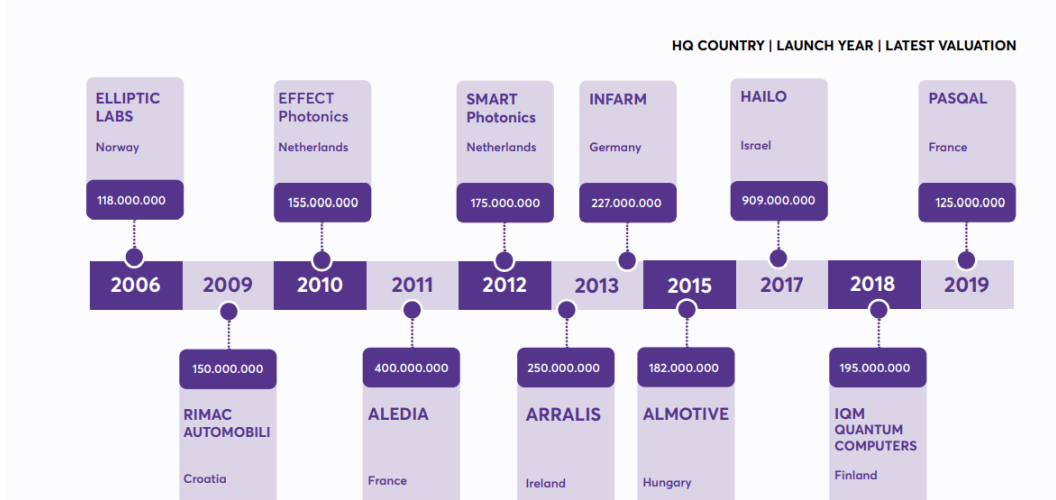 HQ COUNTRY | LAUNCH YEAR | LATEST VALUATION
ELLIPTIC
LABS
Norway
118.000.000
EFFECT
Photonics
Netherlands
155.000.000
SMART
Photonics
Netherlands
175.000.000
INFARM
Germany
227.000.000
HAILO
Israel
909.000.000
PASQAL
France
125.000.000
2006
2009
2010
2011
2012
2013
2015
2017
2018
2019
150.000.000
RIMAC
AUTOMOBILI
Croatia
400.000.000
ALEDIA
France
250.000.000
ARRALIS
Ireland
182.000.000
ALMOTIVE
Hungary
195.000.000
IQM
QUANTUM
COMPUTERS
Finland